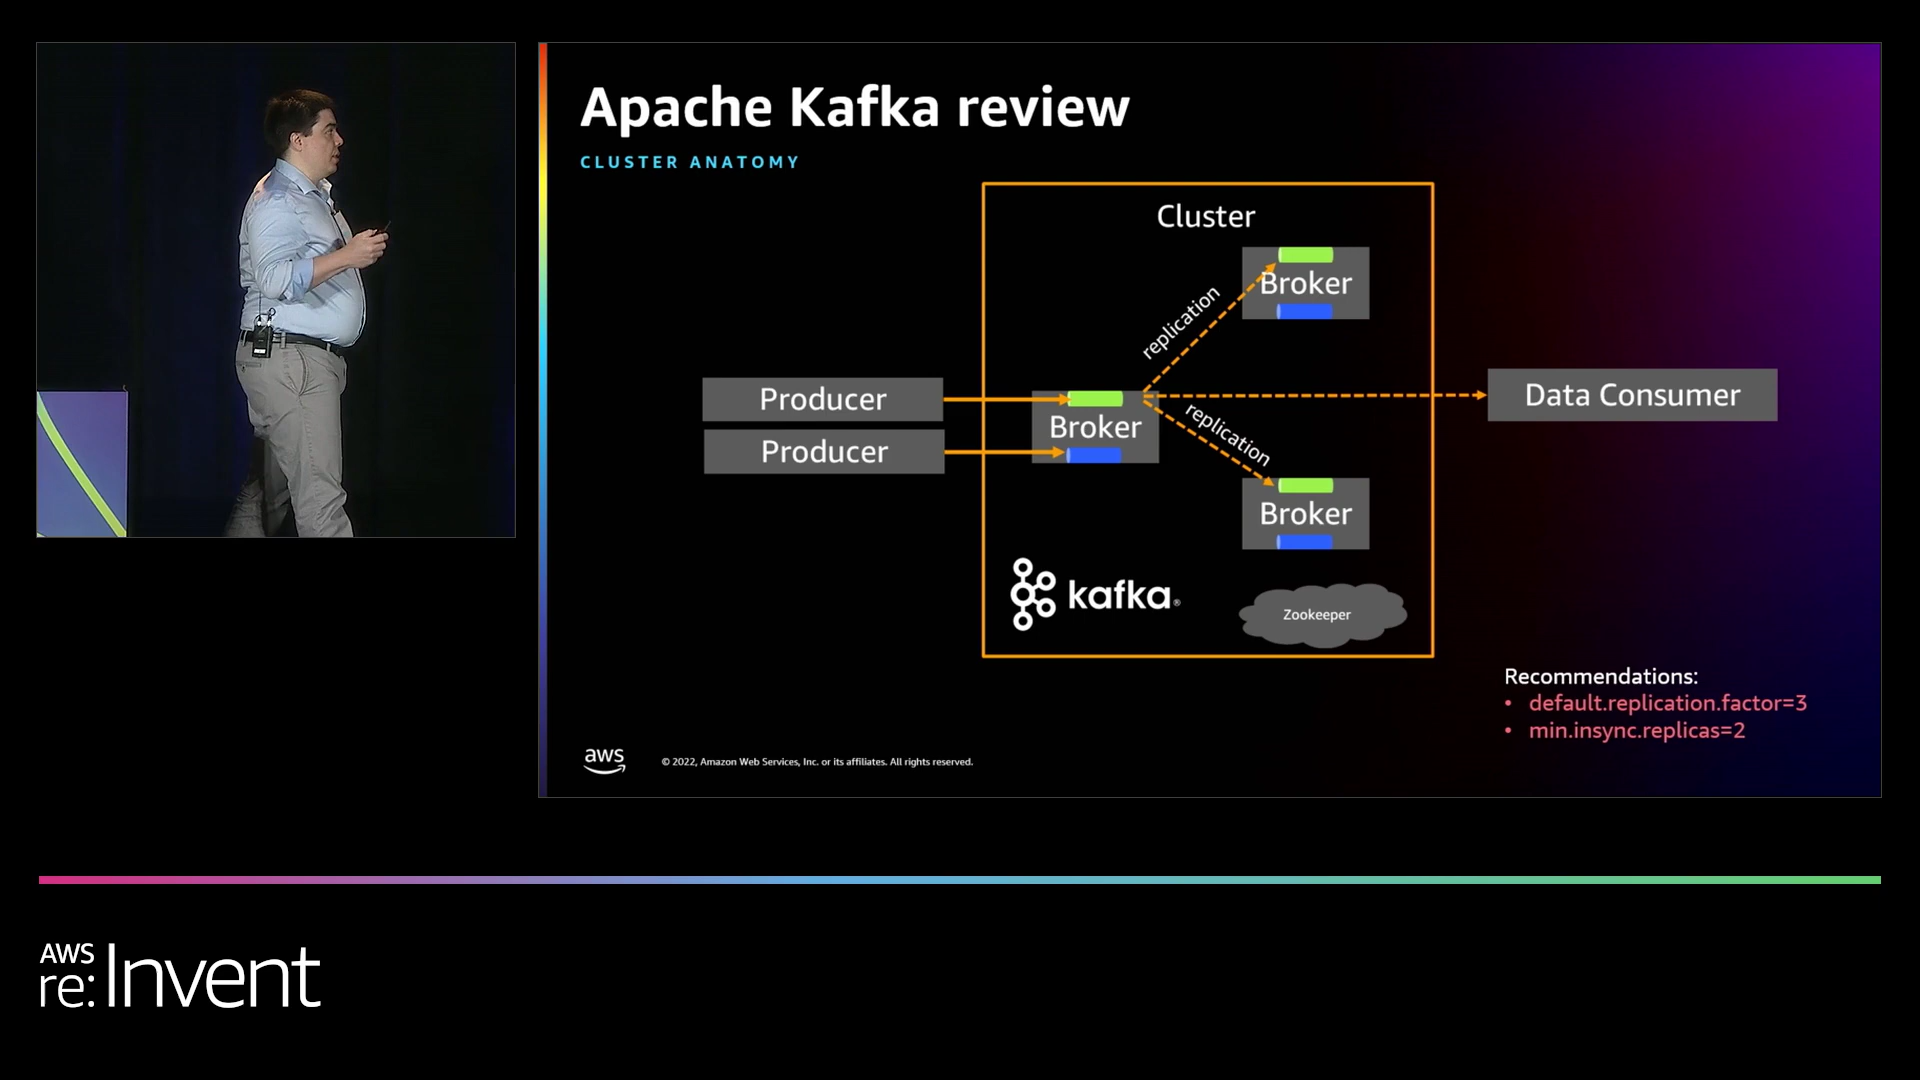 Apache Kafka review
CLUSTER ANATOMY
Cluster
Broker
replication
Producer
Producer
Broker
replication
Data Consumer
Broker
kafka®
Zookeeper
Recommendations:
• default.replication.factor=3
• min.insync.replicas=2
aws
© 2022, Amazon Web Services, Inc. or its affiliates. All rights reserved.
AWS
re:Invent